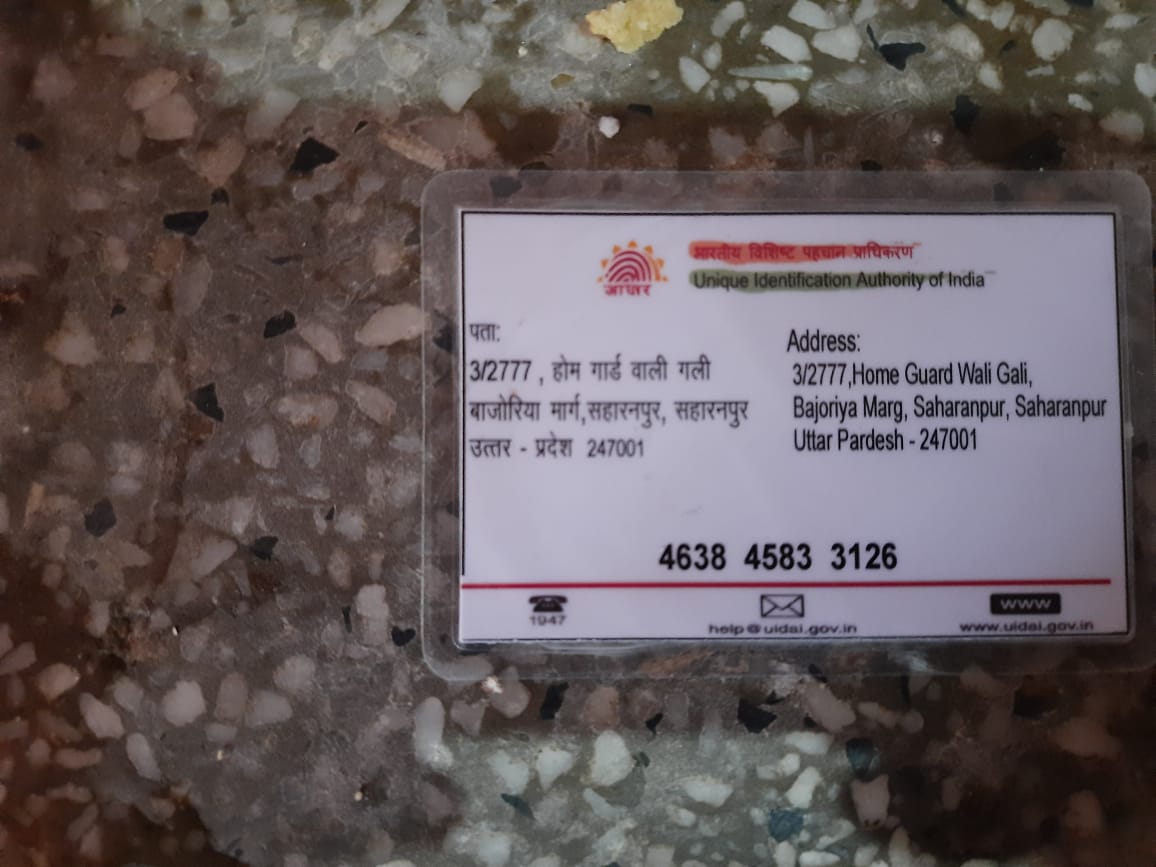 भारतीय विशिष्ट पहचान प्राधिकरण
Unique Identification Authority of India
आधार
पता:
3/2777 , होम गार्ड वाली गली
बाजोरिया मार्ग,सहारनपुर, सहारनपुर
उत्तर - प्रदेश 247001
Address:
3/2777,Home Guard Wali Gali,
Bajoriya Marg, Saharanpur, Saharanpur
Uttar Pardesh - 247001
4638 4583 3126
1947
help@uidai.gov.in
www
www.uidai.gov.in